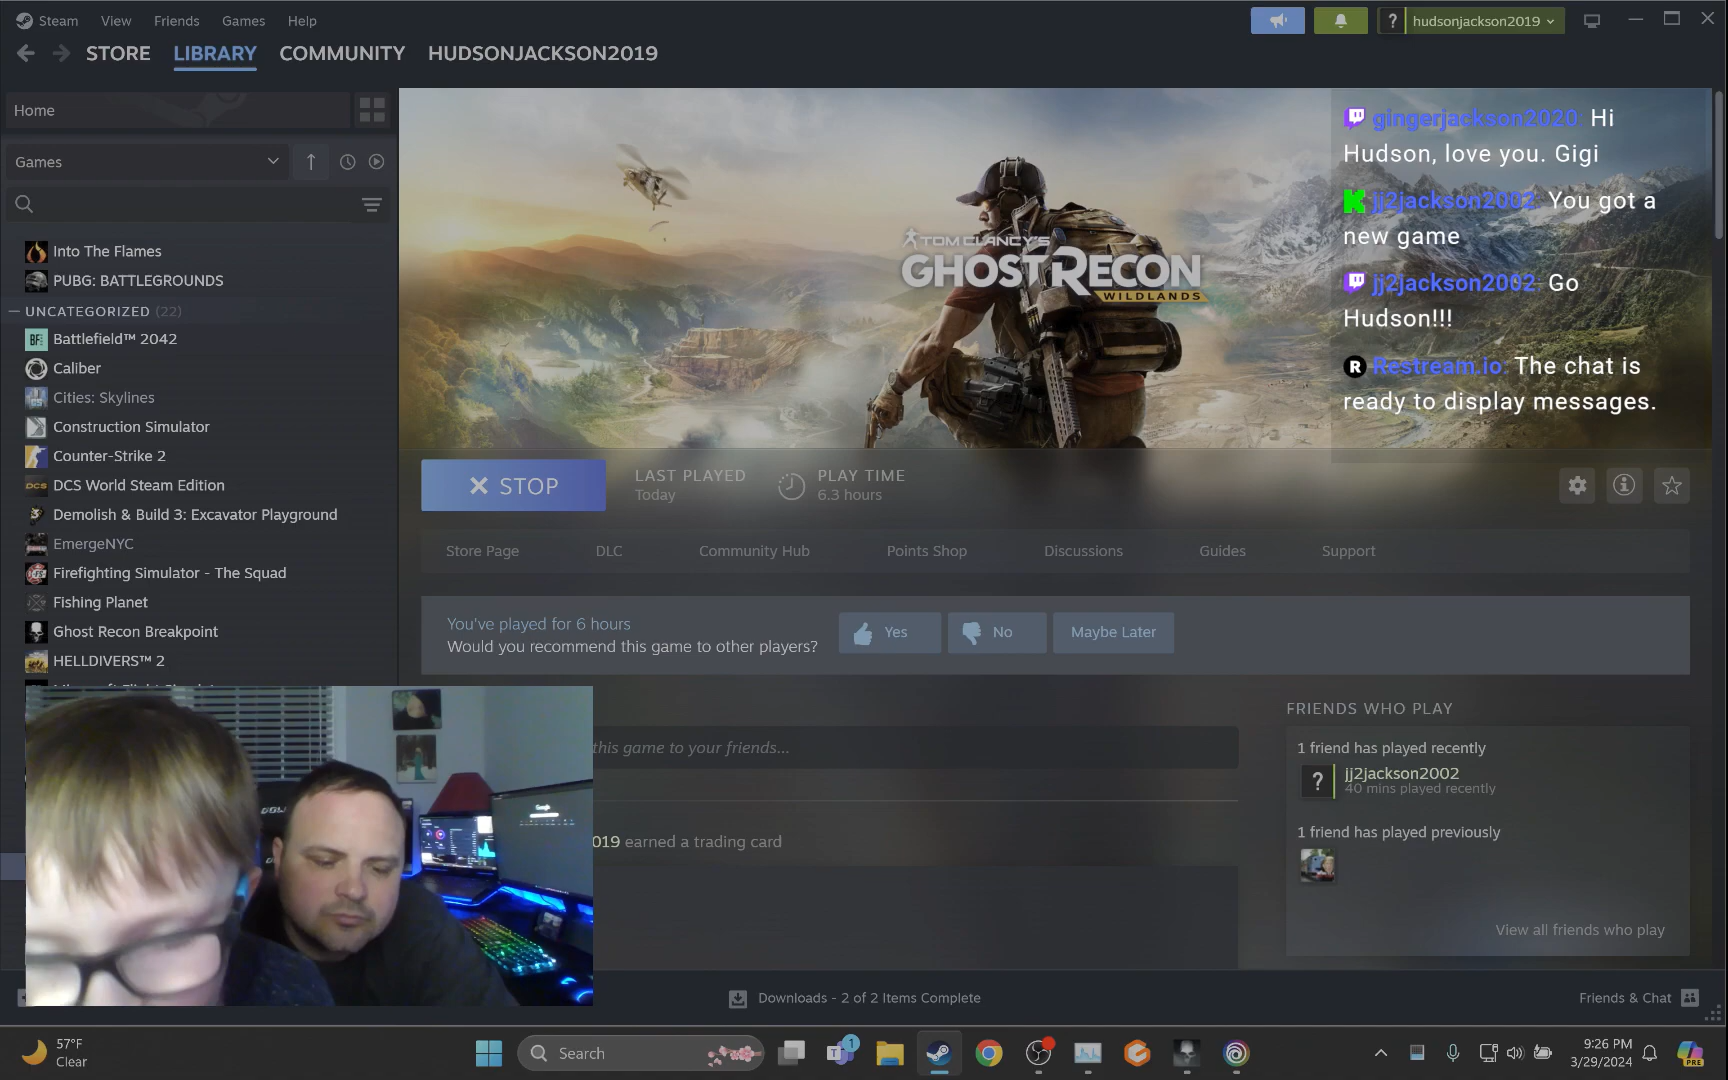 Steam View Friends Games Help
hudsonjackson2019
STORE LIBRARY COMMUNITY HUDSONJACKSON2019
Home
Games
Into The Flames
PUBG: BATTLEGROUNDS
— UNCATEGORIZED (22)
Battlefield™ 2042
Caliber
Cities: Skylines
Construction Simulator
Counter-Strike 2
DCS World Steam Edition
Demolish & Build 3: Excavator Playground
EmergeNYC
Firefighting Simulator - The Squad
Fishing Planet
Ghost Recon Breakpoint
HELLDIVERS™ 2
TOM CLANCY'S
GHOST RECON
WILDLANDS
gingerjackson2020: Hi
Hudson, love you. Gigi
jj2jackson2002: You got a
new game
jj2jackson2002: Go
Hudson!!!
Restream.io: The chat is
ready to display messages.
STOP
LAST PLAYED
Today
PLAY TIME
6.3 hours
Store Page DLC Community Hub Points Shop Discussions Guides Support
You've played for 6 hours
Would you recommend this game to other players?
Yes No Maybe Later
this game to your friends...
019 earned a trading card
FRIENDS WHO PLAY
1 friend has played recently
? jj2jackson2002
40 mins played recently
1 friend has played previously
View all friends who play
Google
Downloads - 2 of 2 Items Complete
Friends & Chat
57°F
Clear
Search
1
9:26 PM
3/29/2024
PRE